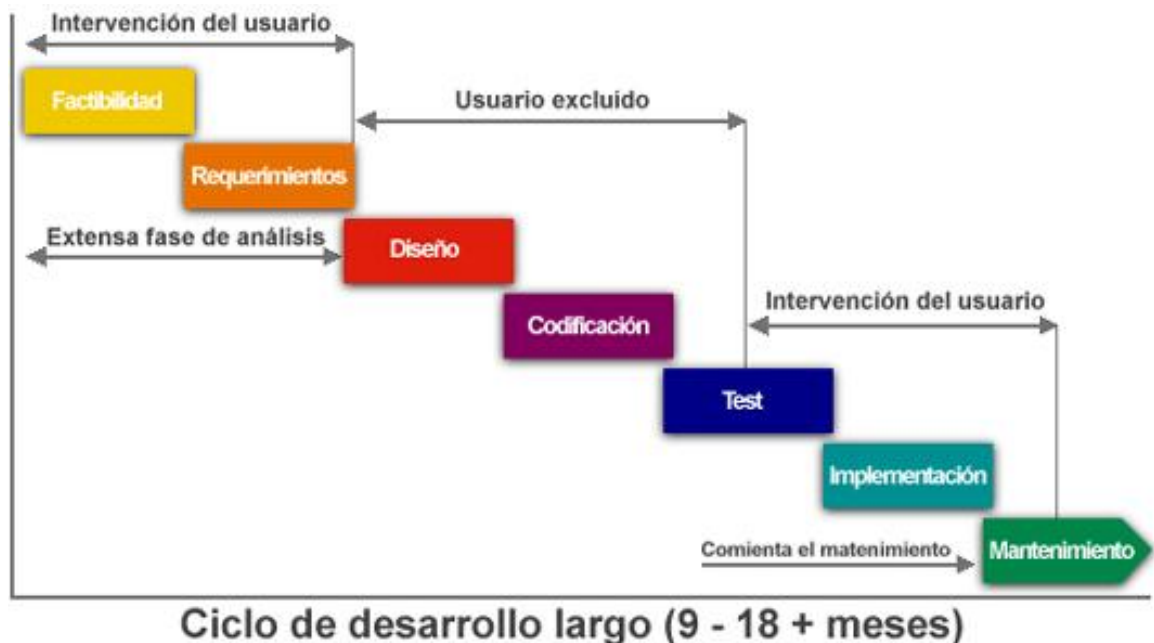 Intervención del usuario
Factibilidad
Usuario excluido
Requerimientos
Extensa fase de análisis
Diseño
Intervención del usuario
Codificación
Test
Implementación
Comienta el matenimiento
Mantenimiento
Ciclo de desarrollo largo (9 - 18 + meses)